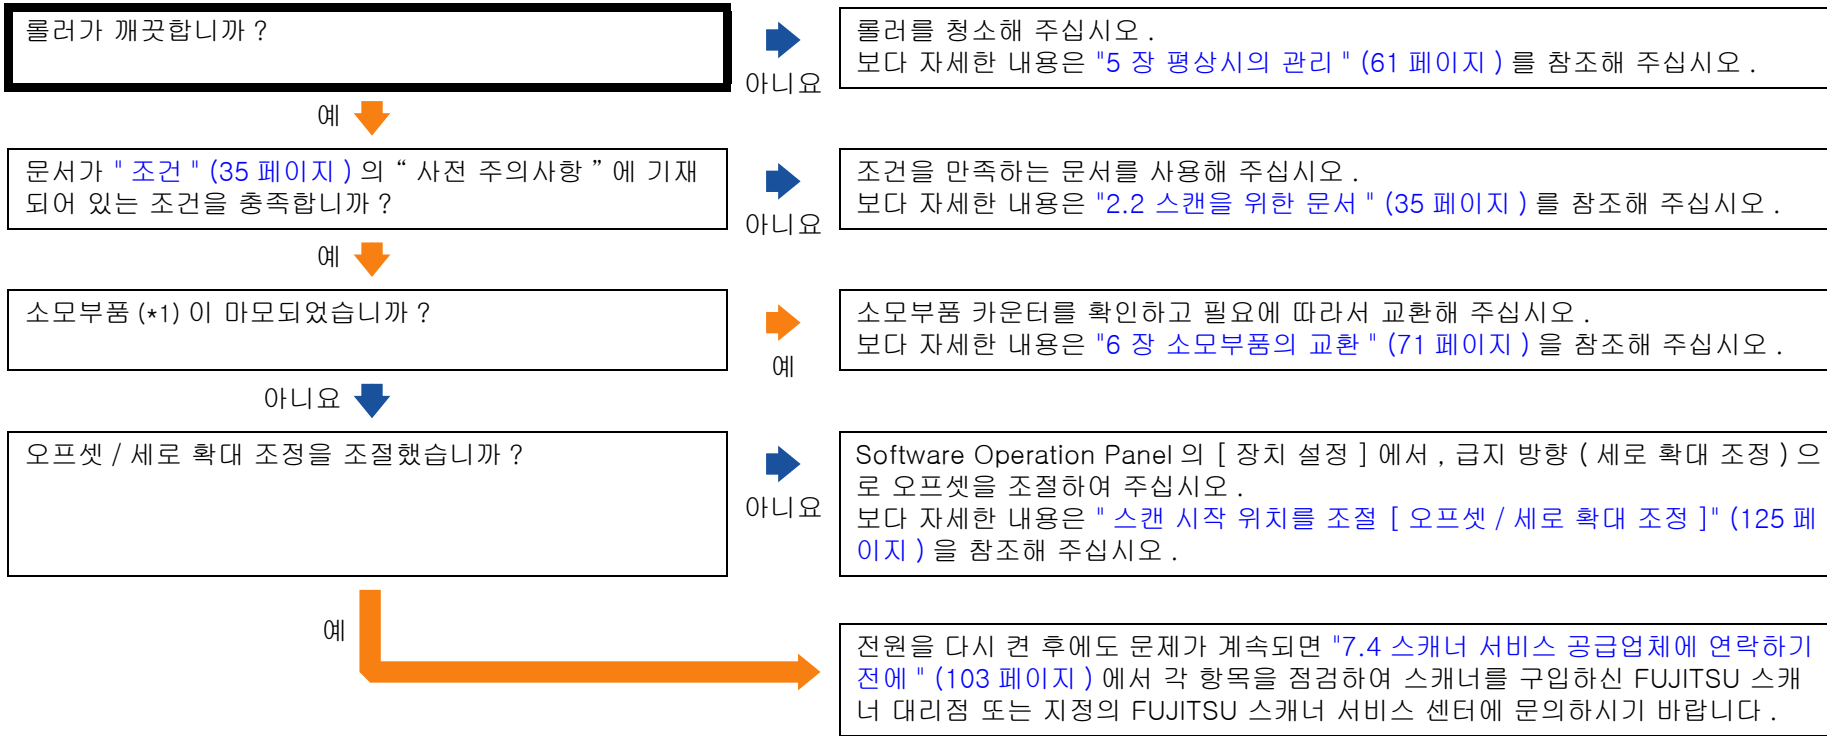 롤러가 깨끗합니까 ?
아니요
롤러를 청소해 주십시오 .
보다 자세한 내용은 "5 장 평상시의 관리 " (61 페이지 ) 를 참조해 주십시오 .
예
문서가 " 조건 " (35 페이지 ) 의 “ 사전 주의사항 ” 에 기재
되어 있는 조건을 충족합니까 ?
아니요
조건을 만족하는 문서를 사용해 주십시오 .
보다 자세한 내용은 "2.2 스캔을 위한 문서 " (35 페이지 ) 를 참조해 주십시오 .
예
소모부품 (*1) 이 마모되었습니까 ?
예
소모부품 카운터를 확인하고 필요에 따라서 교환해 주십시오 .
보다 자세한 내용은 "6 장 소모부품의 교환 " (71 페이지 ) 을 참조해 주십시오 .
아니요
오프셋 / 세로 확대 조정을 조절했습니까 ?
아니요
Software Operation Panel 의 [ 장치 설정 ] 에서 , 급지 방향 ( 세로 확대 조정 ) 으
로 오프셋을 조절하여 주십시오 .
보다 자세한 내용은 " 스캔 시작 위치를 조절 [ 오프셋 / 세로 확대 조정 ]" (125 페
이지 ) 을 참조해 주십시오 .
예
전원을 다시 켠 후에도 문제가 계속되면 "7.4 스캐너 서비스 공급업체에 연락하기
전에 " (103 페이지 ) 에서 각 항목을 점검하여 스캐너를 구입하신 FUJITSU 스캐
너 대리점 또는 지정의 FUJITSU 스캐너 서비스 센터에 문의하시기 바랍니다 .